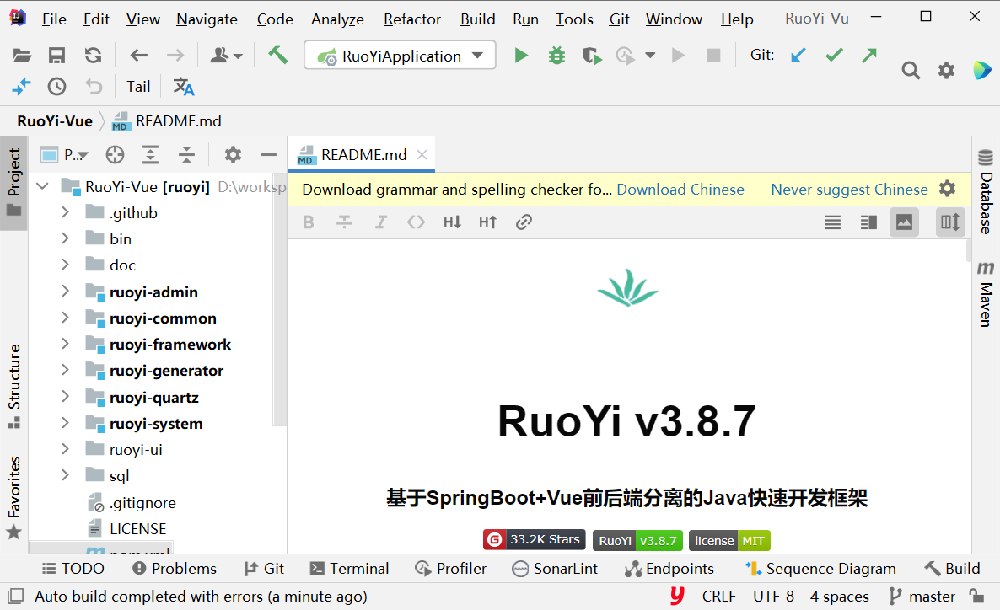 File Edit View Navigate Code Analyze Refactor Build Run Tools Git Window Help RuoYi-Vu
RuoYiApplication Git:
Tail
RuoYi-Vue README.md
Project
P...
README.md
RuoYi-Vue [ruoyi] D:\worksp
Download grammar and spelling checker fo... Download Chinese Never suggest Chinese
.github
bin
doc
ruoyi-admin
ruoyi-common
ruoyi-framework
ruoyi-generator
ruoyi-quartz
ruoyi-system
ruoyi-ui
sql
.gitignore
LICENSE
Structure
Favorites
B I H↓ H↑
RuoYi v3.8.7
基于SpringBoot+Vue前后端分离的Java快速开发框架
G 33.2K Stars RuoYi v3.8.7 license MIT
Database
m Maven
TODO Problems Git Terminal Profiler SonarLint Endpoints Sequence Diagram Build
Auto build completed with errors (a minute ago) y CRLF UTF-8 4 spaces master